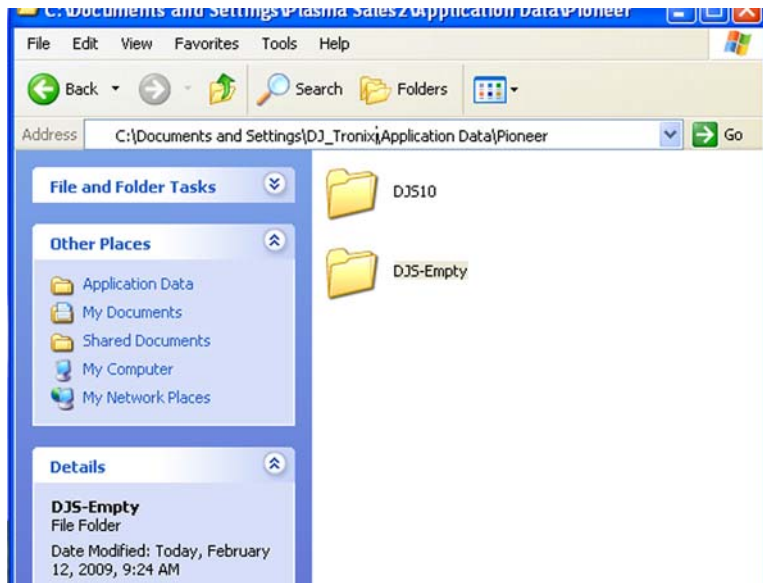 C:\Documents and Settings\Plasma Sales2\Application Data\Pioneer
File Edit View Favorites Tools Help
Back Search Folders
Address C:\Documents and Settings\DJ_Tronix\Application Data\Pioneer Go
File and Folder Tasks
Other Places
Application Data
My Documents
Shared Documents
My Computer
My Network Places
Details
DJS-Empty
File Folder
Date Modified: Today, February
12, 2009, 9:24 AM
DJS10
DJS-Empty